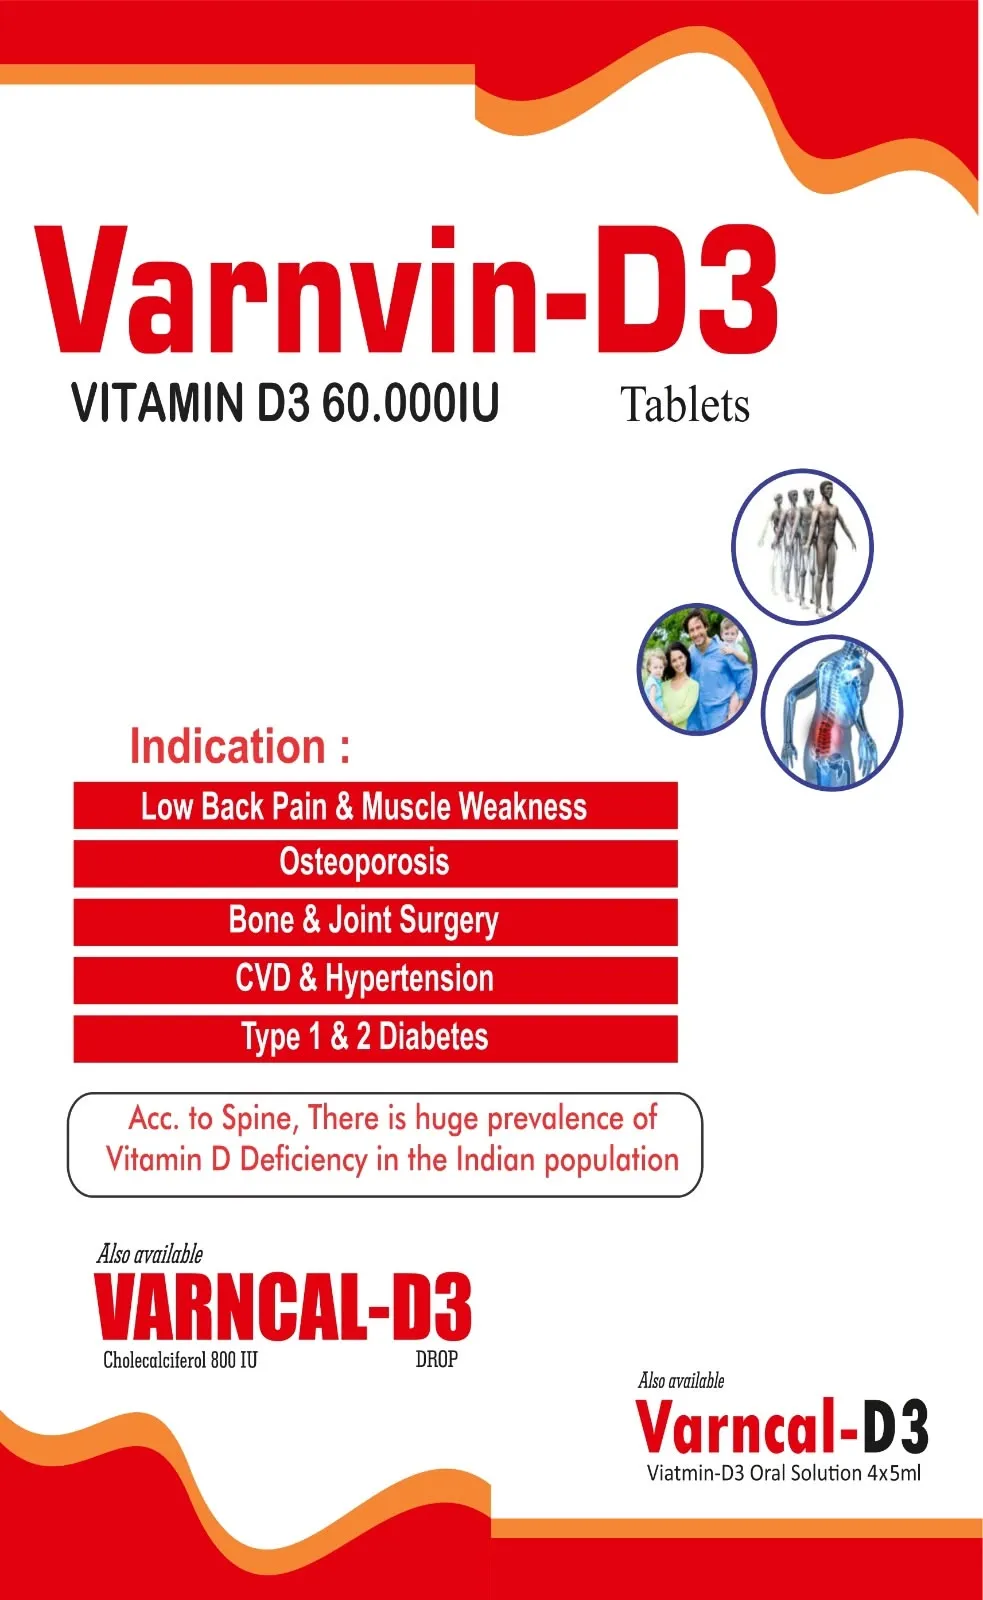 Varnvin-D3
VITAMIN D3 60.000IU Tablets
Indication :
Low Back Pain & Muscle Weakness
Osteoporosis
Bone & Joint Surgery
CVD & Hypertension
Type 1 & 2 Diabetes
Acc. to Spine, There is huge prevalence of
Vitamin D Deficiency in the Indian population
Also available
VARNCAL-D3
Cholecalciferol 800 IU DROP
Also available
Varncal-D3
Viatmin-D3 Oral Solution 4x5ml